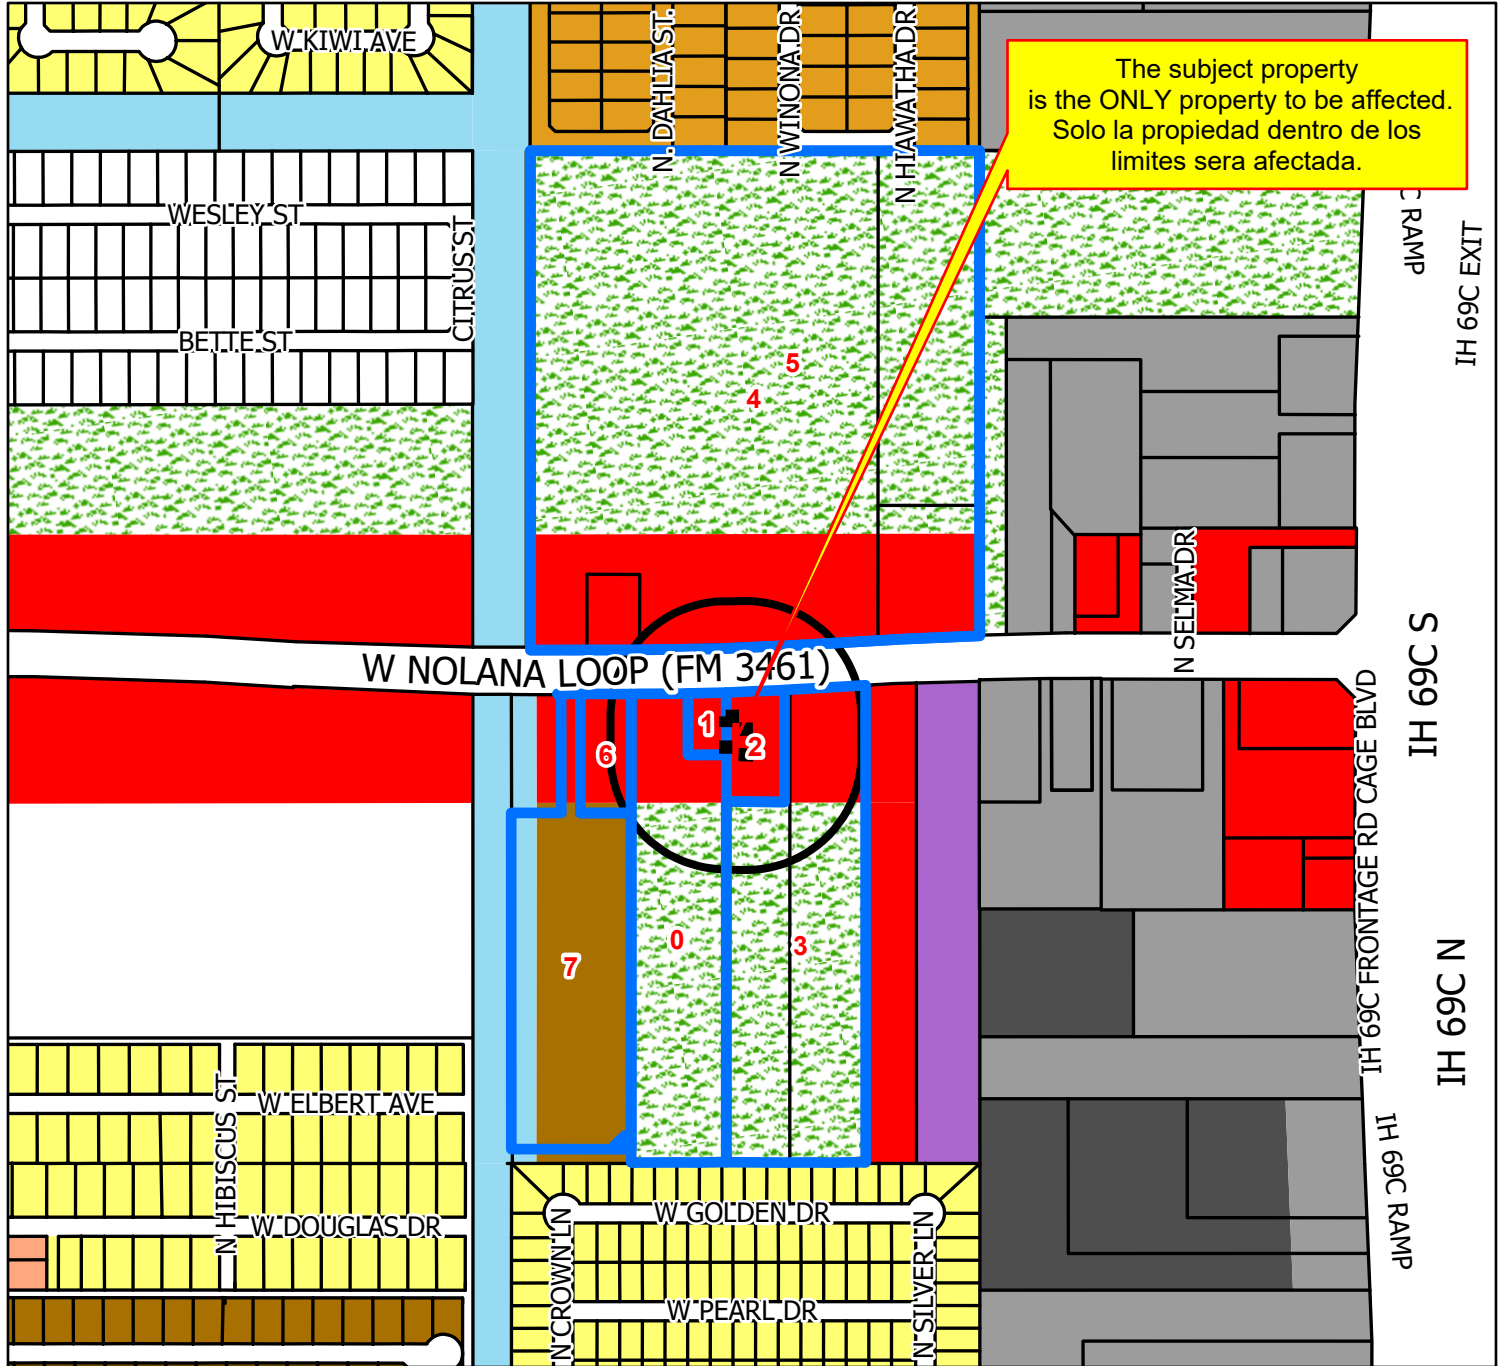 W KIWI AVE
N. DAHLIA ST.
N WINONA DR
N HIAWATHA DR
The subject property
is the ONLY property to be affected.
Solo la propiedad dentro de los
limites sera afectada.
C RAMP
IH 69C EXIT
WESLEY ST
CITRUS ST
BETTE ST
5
4
N SELMA DR
W NOLANA LOOP (FM 3461)
IH 69C S
1
2
6
IH 69C FRONTAGE RD CAGE BLVD
0
3
7
IH 69C N
N HIBISCUS ST
W ELBERT AVE
W DOUGLAS DR
IH 69C RAMP
W GOLDEN DR
N CROWN LN
N SILVER LN
W PEARL DR